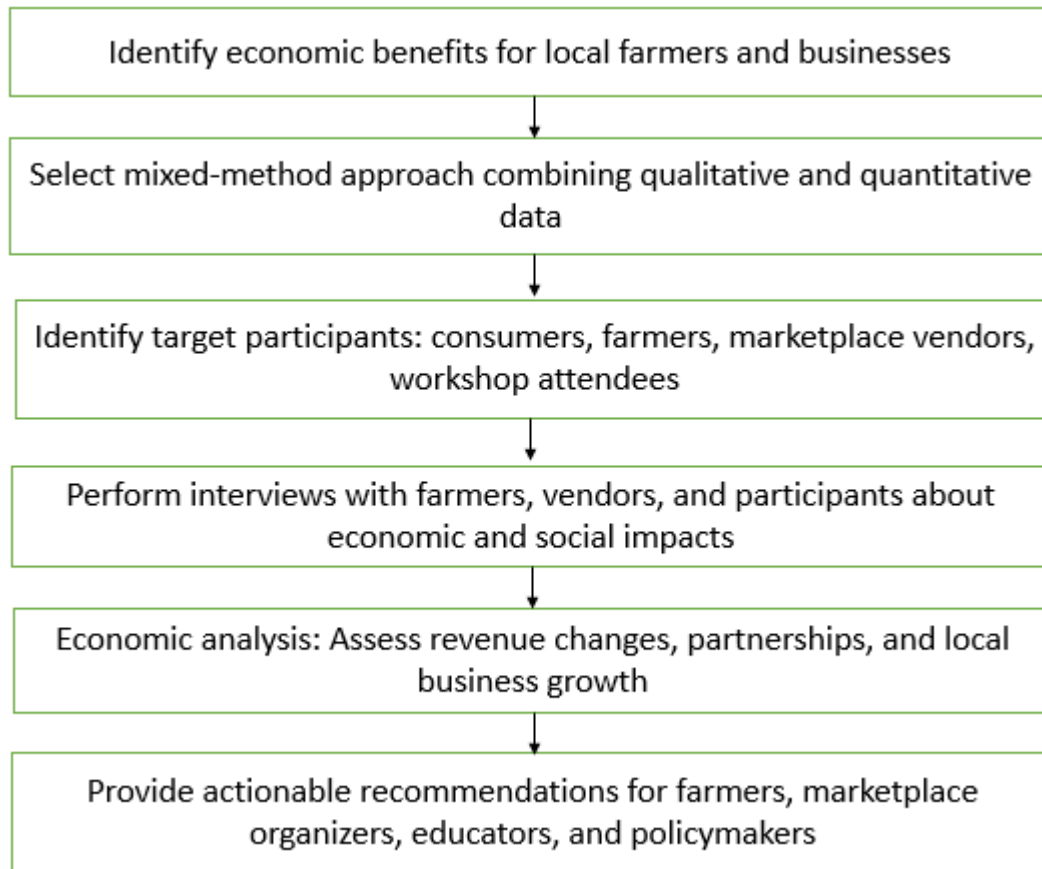 Identify economic benefits for local farmers and businesses
Select mixed-method approach combining qualitative and quantitative
data
Identify target participants: consumers, farmers, marketplace vendors,
workshop attendees
Perform interviews with farmers, vendors, and participants about
economic and social impacts
Economic analysis: Assess revenue changes, partnerships, and local
business growth
Provide actionable recommendations for farmers, marketplace
organizers, educators, and policymakers